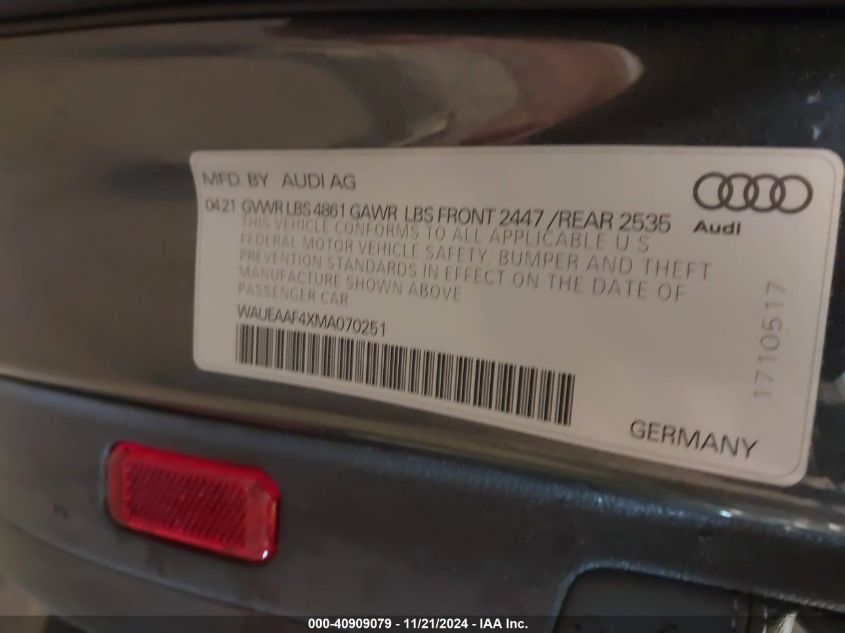 MFD. BY AUDI AG
0421 GVWR LBS 4861 GAWR LBS FRONT 2447 /REAR 2535
THIS VEHICLE CONFORMS TO ALL APPLICABLE U S
FEDERAL MOTOR VEHICLE SAFETY, BUMPER AND THEFT
PREVENTION STANDARDS IN EFFECT ON THE DATE OF
MANUFACTURE SHOWN ABOVE
PASSENGER CAR
WAUEAAF4XMA070251
Audi
1710517
GERMANY
000-40909079 - 11/21/2024 - IAA Inc.